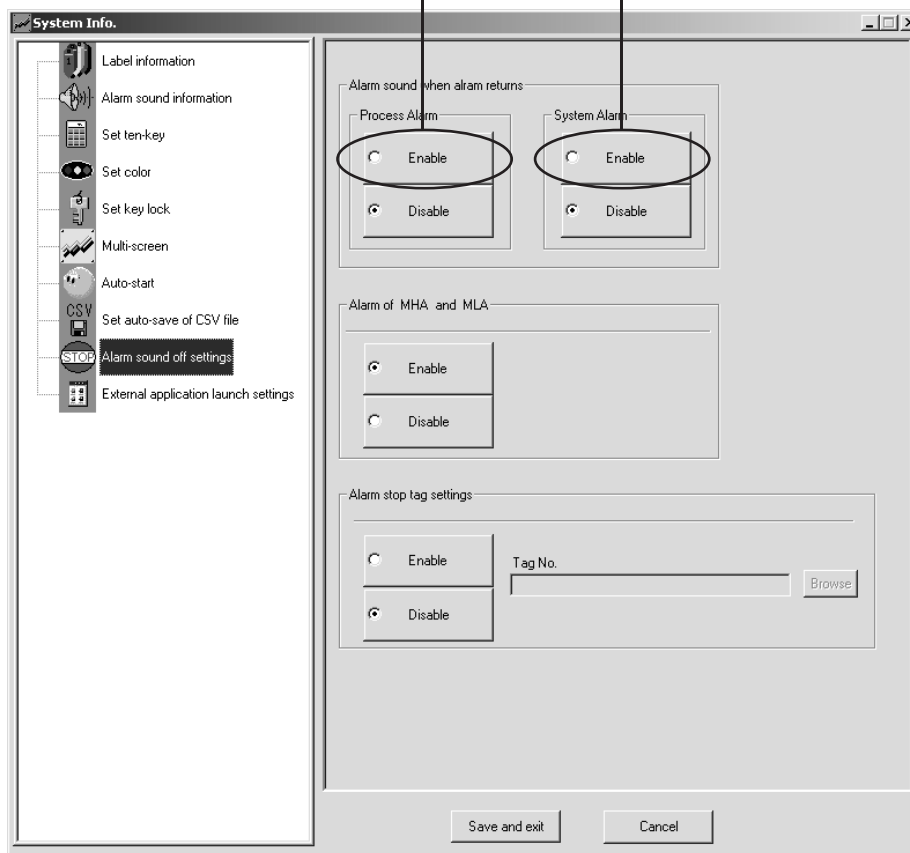 System Info.
Label information
Alarm sound information
Set ten-key
Set color
Set key lock
Multi-screen
Auto-start
CSV
Set auto-save of CSV file
STOP
Alarm sound off settings
External application launch settings
Alarm sound when alram returns
Process Alarm
System Alarm
Enable
Enable
Disable
Disable
Alarm of MHA and MLA
Enable
Disable
Alarm stop tag settings
Enable
Tag No.
Browse
Disable
Save and exit
Cancel